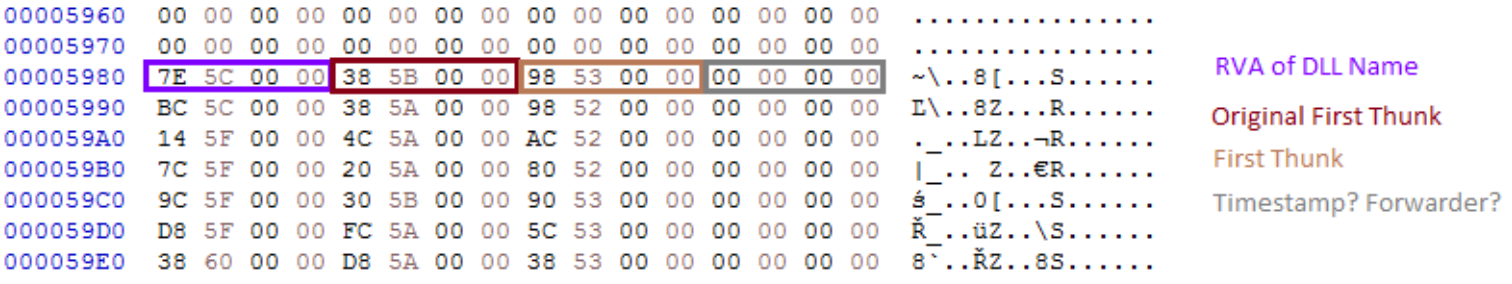 00005960 00 00 00 00 00 00 00 00 00 00 00 00 00 00 00 00 ................
00005970 00 00 00 00 00 00 00 00 00 00 00 00 00 00 00 00 ................
00005980 7E 5C 00 00 38 5B 00 00 98 53 00 00 00 00 00 00 ~\..8[...S...... RVA of DLL Name
00005990 BC 5C 00 00 38 5A 00 00 98 52 00 00 00 00 00 00 Ľ\..8Z...R...... Original First Thunk
000059A0 14 5F 00 00 4C 5A 00 00 AC 52 00 00 00 00 00 00 ._..LZ..¬R...... First Thunk
000059B0 7C 5F 00 00 20 5A 00 00 80 52 00 00 00 00 00 00 |_.. Z..€R...... Timestamp? Forwarder?
000059C0 9C 5F 00 00 30 5B 00 00 90 53 00 00 00 00 00 00 ś_..0[...S......
000059D0 D8 5F 00 00 FC 5A 00 00 5C 53 00 00 00 00 00 00 Ř_..üZ..\S......
000059E0 38 60 00 00 D8 5A 00 00 38 53 00 00 00 00 00 00 8`..ŘZ..8S......